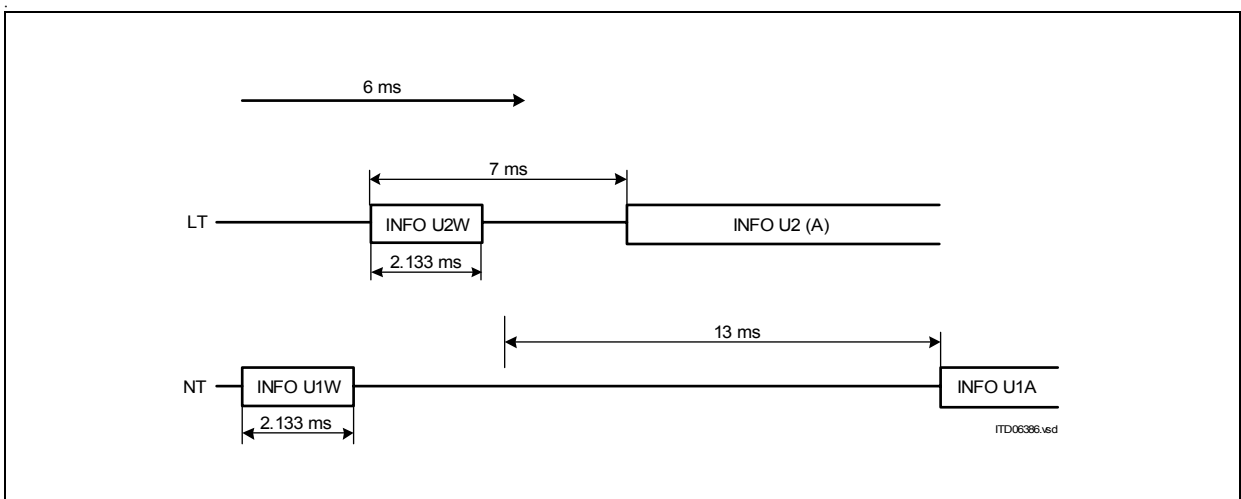 6 ms
7 ms
LT
INFO U2W
INFO U2 (A)
2.133 ms
13 ms
NT
INFO U1W
INFO U1A
2.133 ms
ITD06386.vsd